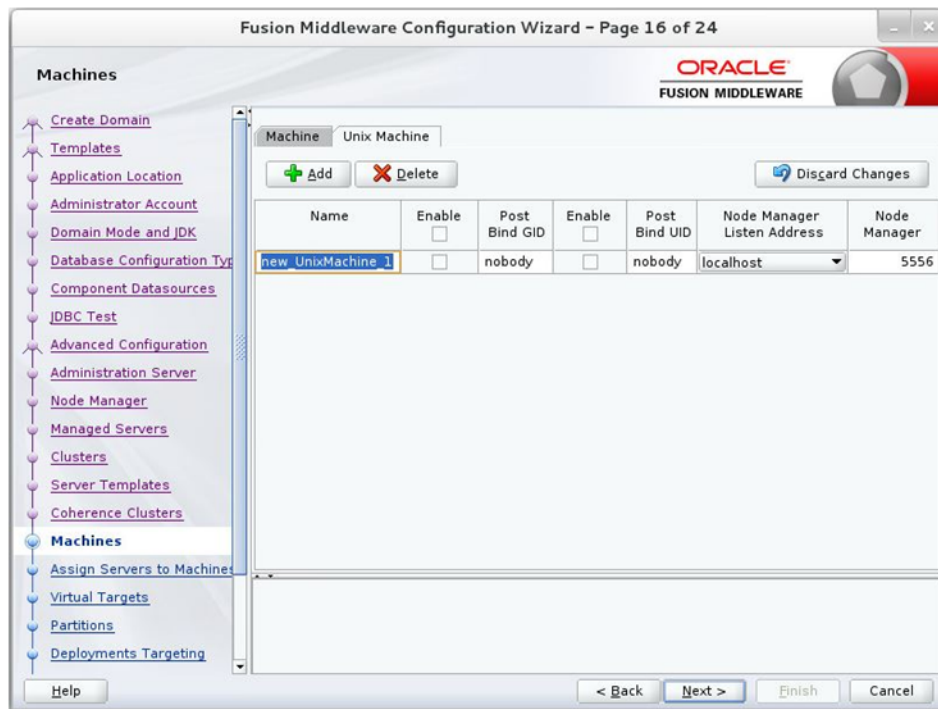 Fusion Middleware Configuration Wizard – Page 16 of 24
Machines
ORACLE
FUSION MIDDLEWARE
Create Domain
Templates
Application Location
Administrator Account
Domain Mode and JDK
Database Configuration Typ
Component Datasources
JDBC Test
Advanced Configuration
Administration Server
Node Manager
Managed Servers
Clusters
Server Templates
Coherence Clusters
Machines
Assign Servers to Machines
Virtual Targets
Partitions
Deployments Targeting
Machine Unix Machine
Add Delete Discard Changes
Name Enable Post Bind GID Enable Post Bind UID Node Manager Listen Address Node Manager
new_UnixMachine_1 nobody nobody localhost 5556
Help < Back Next > Finish Cancel